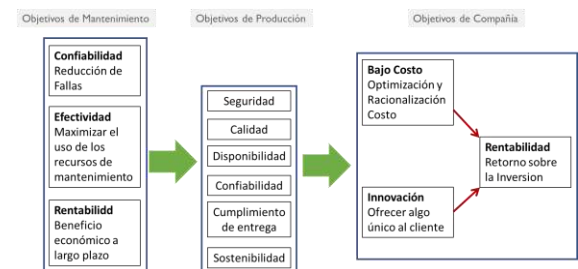 Objetivos de Mantenimiento
Objetivos de Producción
Objetivos de Compañía
Confiabilidad
Reducción de
Fallas
Efectividad
Maximizar el
uso de los
recursos de
mantenimiento
Rentabilidd
Beneficio
económico a
largo plazo
Seguridad
Calidad
Disponibilidad
Confiabilidad
Cumplimiento
de entrega
Sostenibilidad
Bajo Costo
Optimización y
Racionalización
Costo
Innovación
Ofrecer algo
único al cliente
Rentabilidad
Retorno sobre
la Inversion